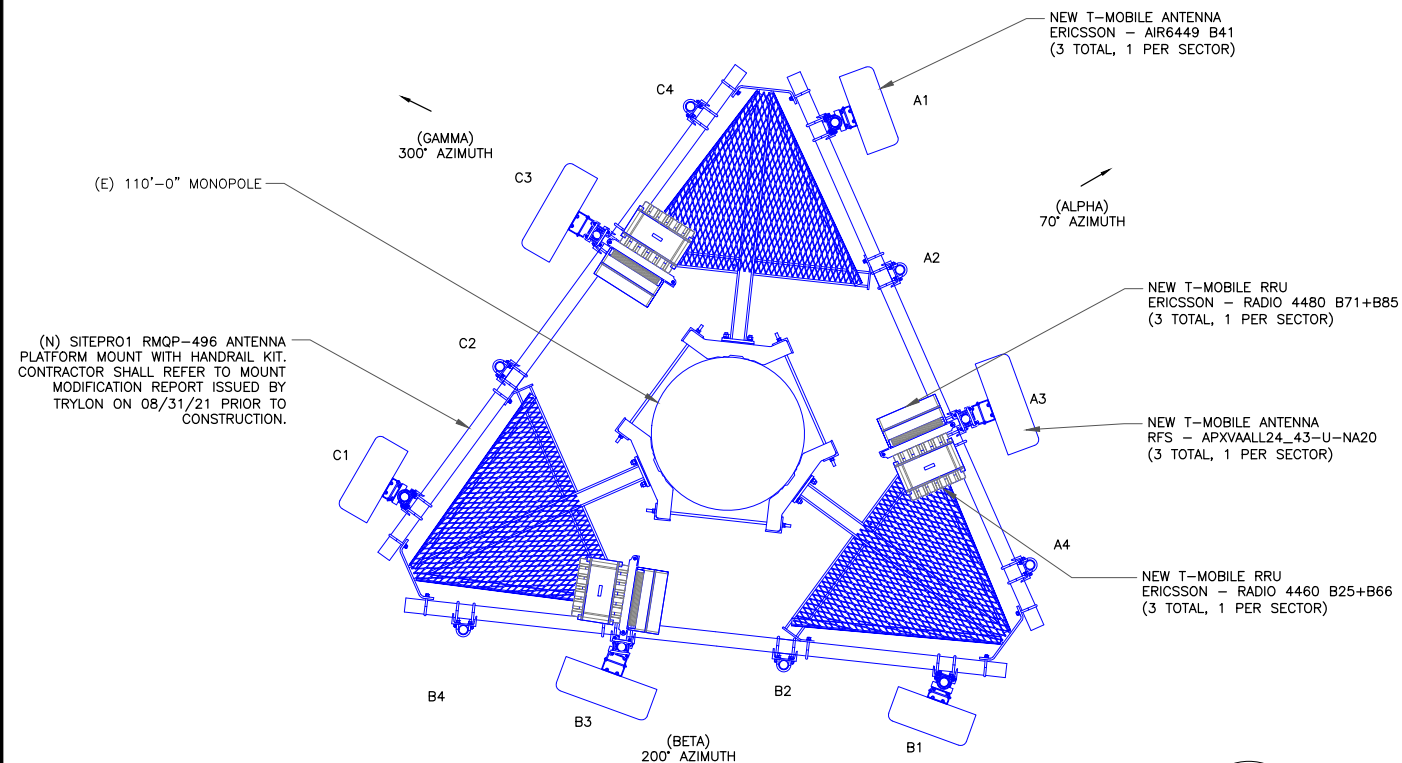 NEW T-MOBILE ANTENNA
ERICSSON - AIR6449 B41
(3 TOTAL, 1 PER SECTOR)
C4
A1
(GAMMA)
300° AZIMUTH
C3
(E) 110'-0" MONOPOLE
(ALPHA)
70° AZIMUTH
A2
NEW T-MOBILE RRU
ERICSSON - RADIO 4480 B71+B85
(3 TOTAL, 1 PER SECTOR)
(N) SITEPRO1 RMQP-496 ANTENNA
PLATFORM MOUNT WITH HANDRAIL KIT.
CONTRACTOR SHALL REFER TO MOUNT
MODIFICATION REPORT ISSUED BY
TRYLON ON 08/31/21 PRIOR TO
CONSTRUCTION.
C2
A3
NEW T-MOBILE ANTENNA
RFS - APXVAALL24_43-U-NA20
(3 TOTAL, 1 PER SECTOR)
C1
A4
NEW T-MOBILE RRU
ERICSSON - RADIO 4460 B25+B66
(3 TOTAL, 1 PER SECTOR)
B4
B3
B2
B1
(BETA)
200° AZIMUTH